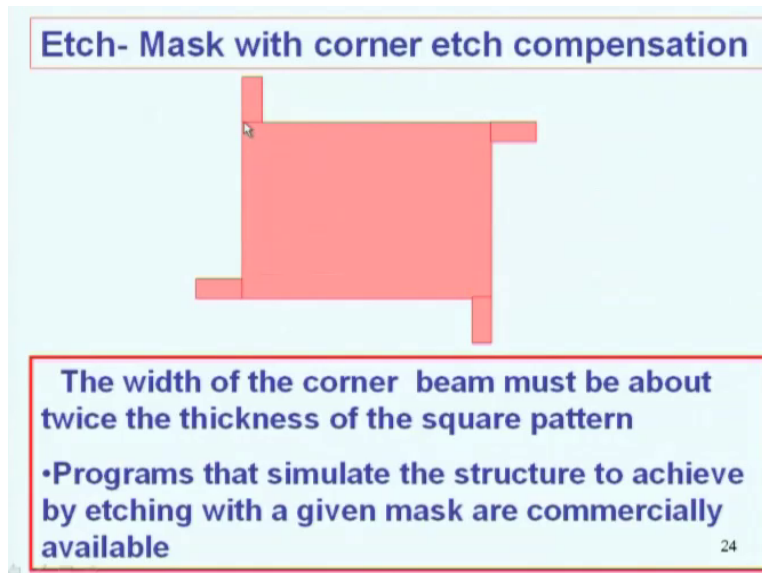 Etch- Mask with corner etch compensation
The width of the corner beam must be about
twice the thickness of the square pattern
•Programs that simulate the structure to achieve
by etching with a given mask are commercially
available
24